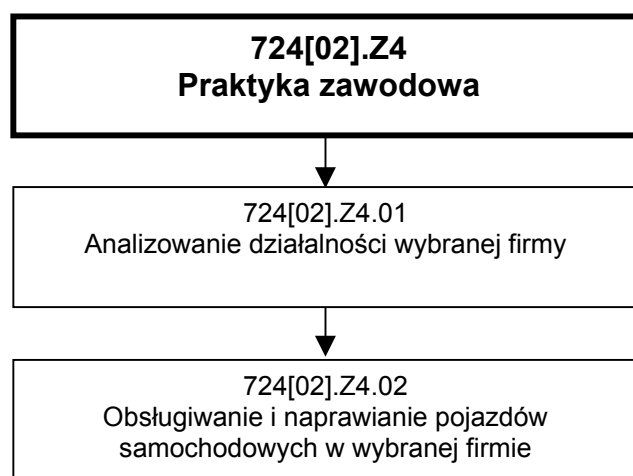 724[02].Z4
Praktyka zawodowa
724[02].Z4.01
Analizowanie działalności wybranej firmy
724[02].Z4.02
Obsługiwanie i naprawianie pojazdów
samochodowych w wybranej firmie